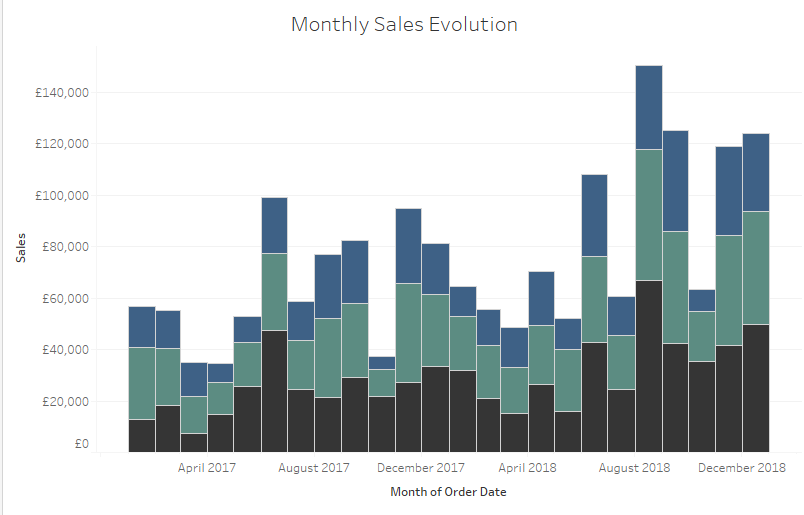 Monthly Sales Evolution
£140,000
£120,000
£100,000
£80,000
£60,000
£40,000
£20,000
£0
Sales
April 2017 August 2017 December 2017 April 2018 August 2018 December 2018
Month of Order Date